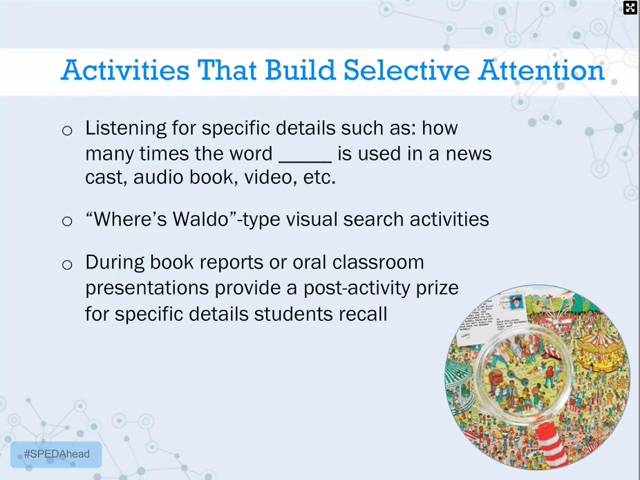 Activities That Build Selective Attention
o Listening for specific details such as: how
many times the word _____ is used in a news
cast, audio book, video, etc.
o “Where’s Waldo”-type visual search activities
o During book reports or oral classroom
presentations provide a post-activity prize
for specific details students recall
#SPEDAhead